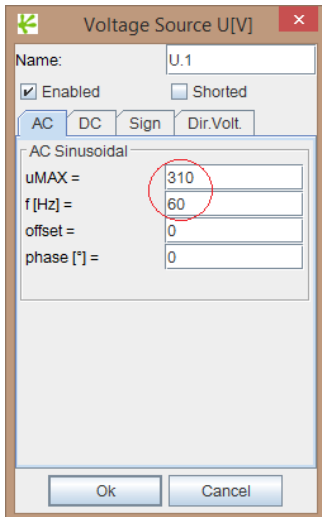 Voltage Source U[V]
Name: U.1
Enabled Shorted
AC DC Sign Dir.Volt.
AC Sinusoidal
uMAX = 310
f [Hz] = 60
offset = 0
phase [°] = 0
Ok Cancel